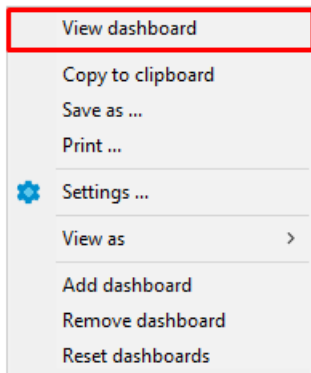 View dashboard
Copy to clipboard
Save as ...
Print ...
Settings ...
View as
Add dashboard
Remove dashboard
Reset dashboards